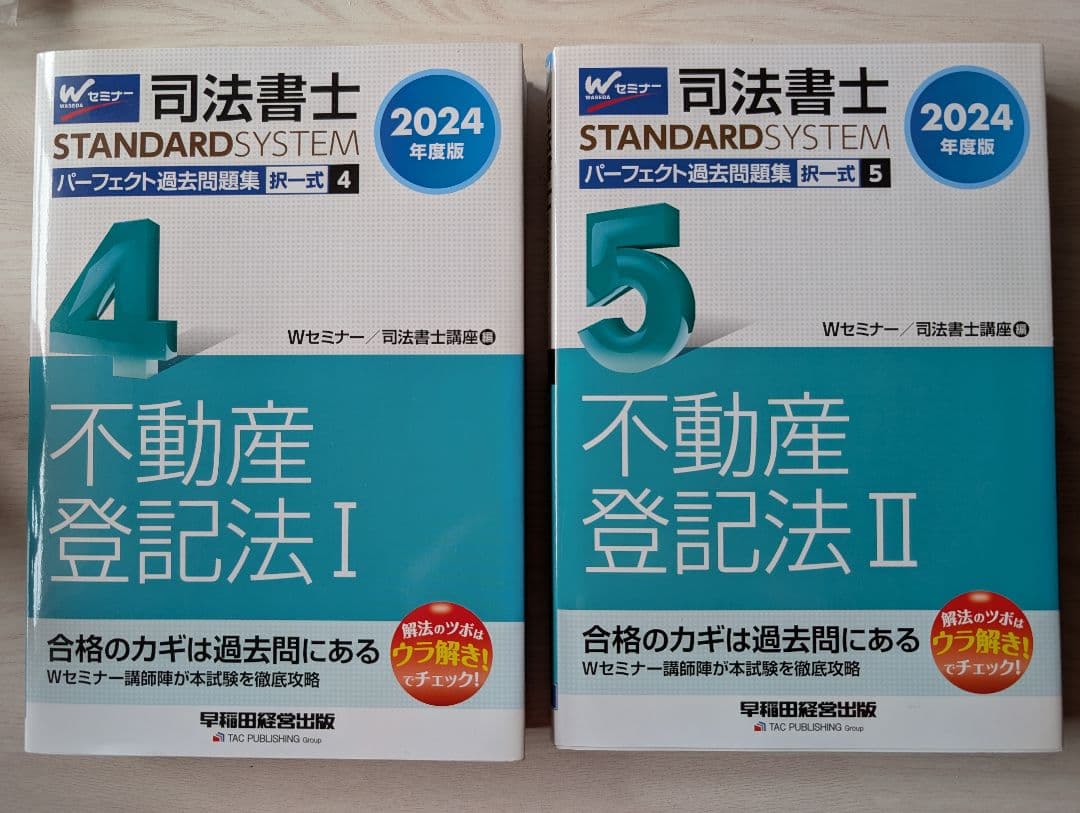 Wセミナー
WASEDA
司法書士
2024
年度版
STANDARDSYSTEM
パーフェクト過去問題集 択一式 4
4
Wセミナー／司法書士講座 編
不動産
登記法Ⅰ
合格のカギは過去問にある
Wセミナー講師陣が本試験を徹底攻略
解法のツボは
ウラ解き!
でチェック!
早稲田経営出版
TAC PUBLISHING Group
Wセミナー
WASEDA
司法書士
2024
年度版
STANDARDSYSTEM
パーフェクト過去問題集 択一式 5
5
Wセミナー／司法書士講座 編
不動産
登記法Ⅱ
合格のカギは過去問にある
Wセミナー講師陣が本試験を徹底攻略
解法のツボは
ウラ解き!
でチェック!
早稲田経営出版
TAC PUBLISHING Group